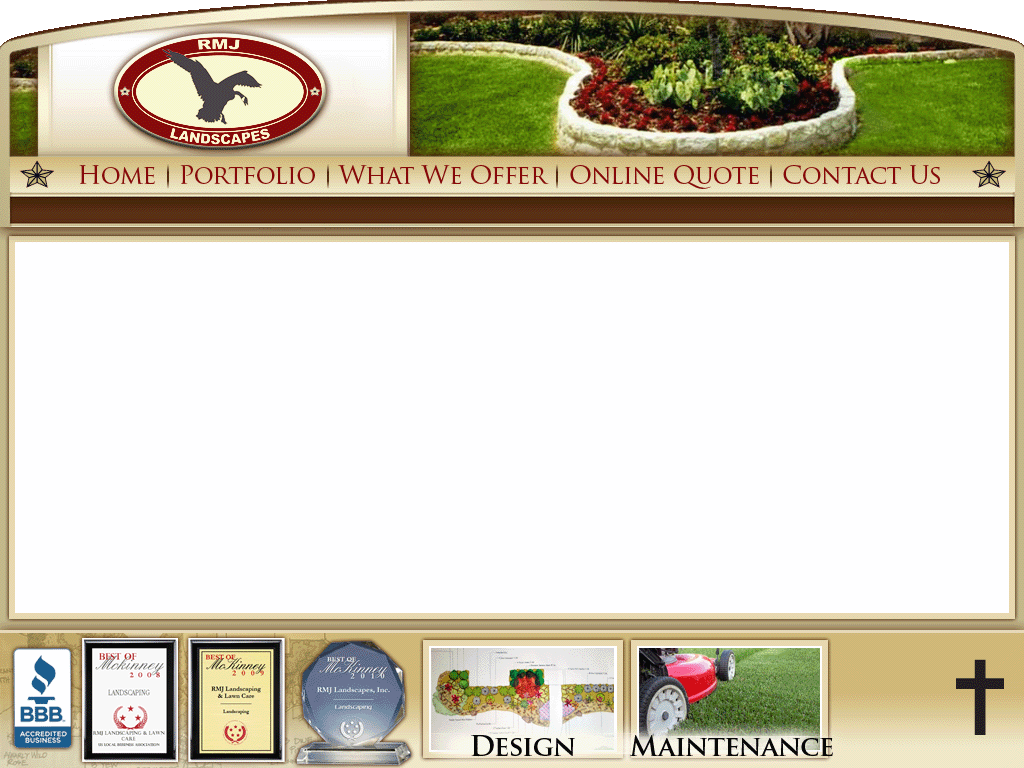 RMJ
LANDSCAPES
HOME | PORTFOLIO | WHAT WE OFFER | ONLINE QUOTE | CONTACT US
BBB.
ACCREDITED
BUSINESS
BEST OF
Mckinney
2008
LANDSCAPING
RMJ LANDSCAPING & LAWN
CARE
BEST OF
McKinney
2009
RMJ Landscaping
& Lawn Care
Landscaping
BEST OF
McKinney
2010
RMJ Landscapes, Inc.
Landscaping
DESIGN
MAINTENANCE